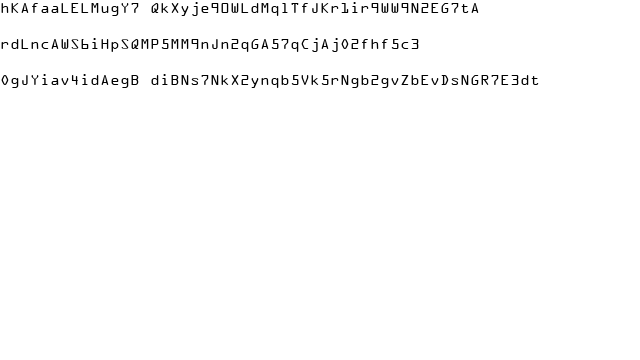 hKAfaaLELMugY7 QkXyje9OWLdMqlTfJKr1ir9WW9N2EG7tA
rdLncAWS6iHpSQMP5MM9nJn2qGA57qCjAj02fhf5c3
0gJYiav4idAegB diBNs7NkX2ynqb5Vk5rNgb2gvZbEvDsNGR7E3dt